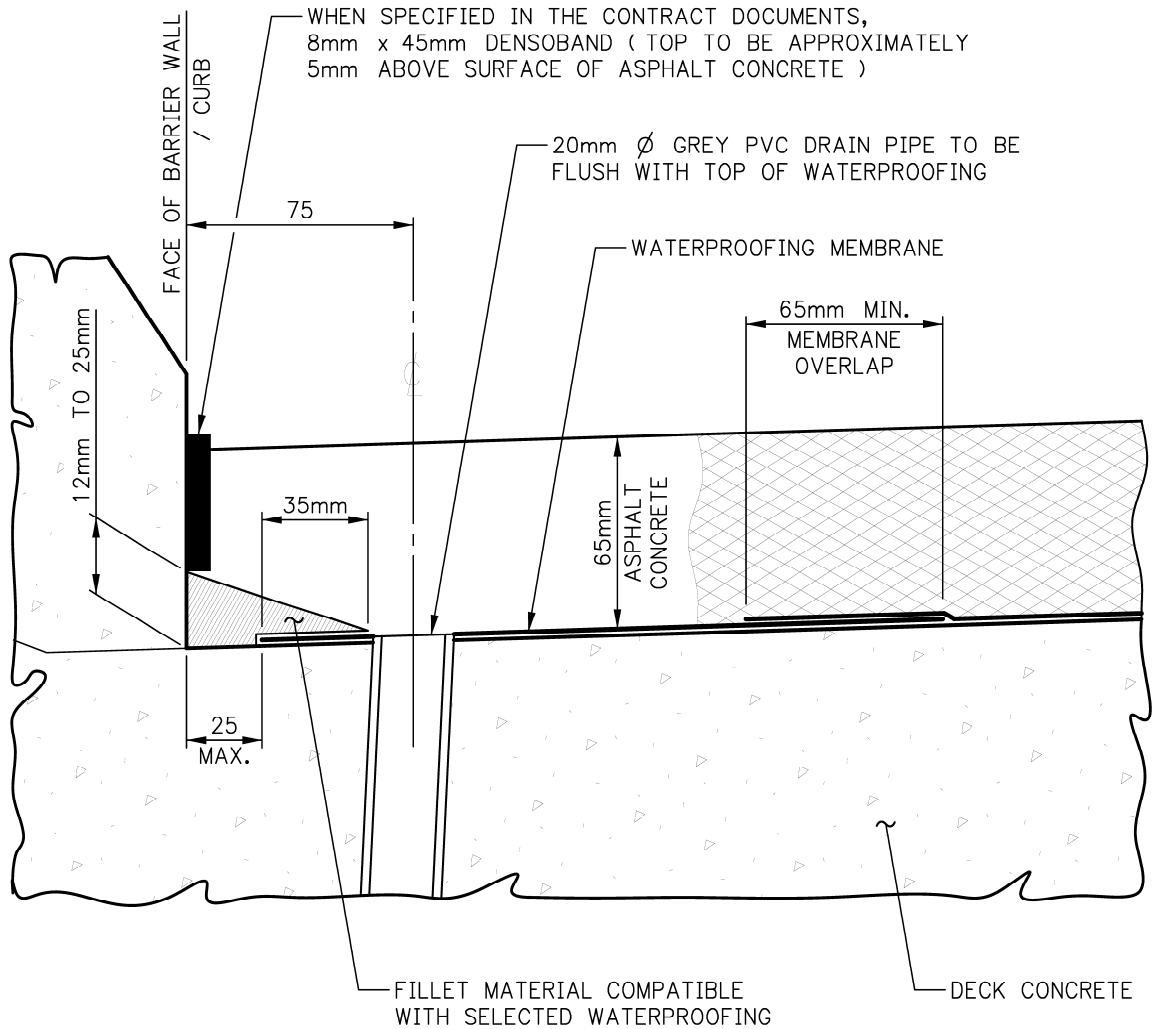 WHEN SPECIFIED IN THE CONTRACT DOCUMENTS,
8mm x 45mm DENSOBAND ( TOP TO BE APPROXIMATELY
5mm ABOVE SURFACE OF ASPHALT CONCRETE )
FACE OF BARRIER WALL
/ CURB
20mm Ø GREY PVC DRAIN PIPE TO BE
FLUSH WITH TOP OF WATERPROOFING
75
WATERPROOFING MEMBRANE
65mm MIN.
MEMBRANE
OVERLAP
12mm TO 25mm
℄
35mm
65mm
ASPHALT
CONCRETE
25
MAX.
FILLET MATERIAL COMPATIBLE
WITH SELECTED WATERPROOFING
DECK CONCRETE